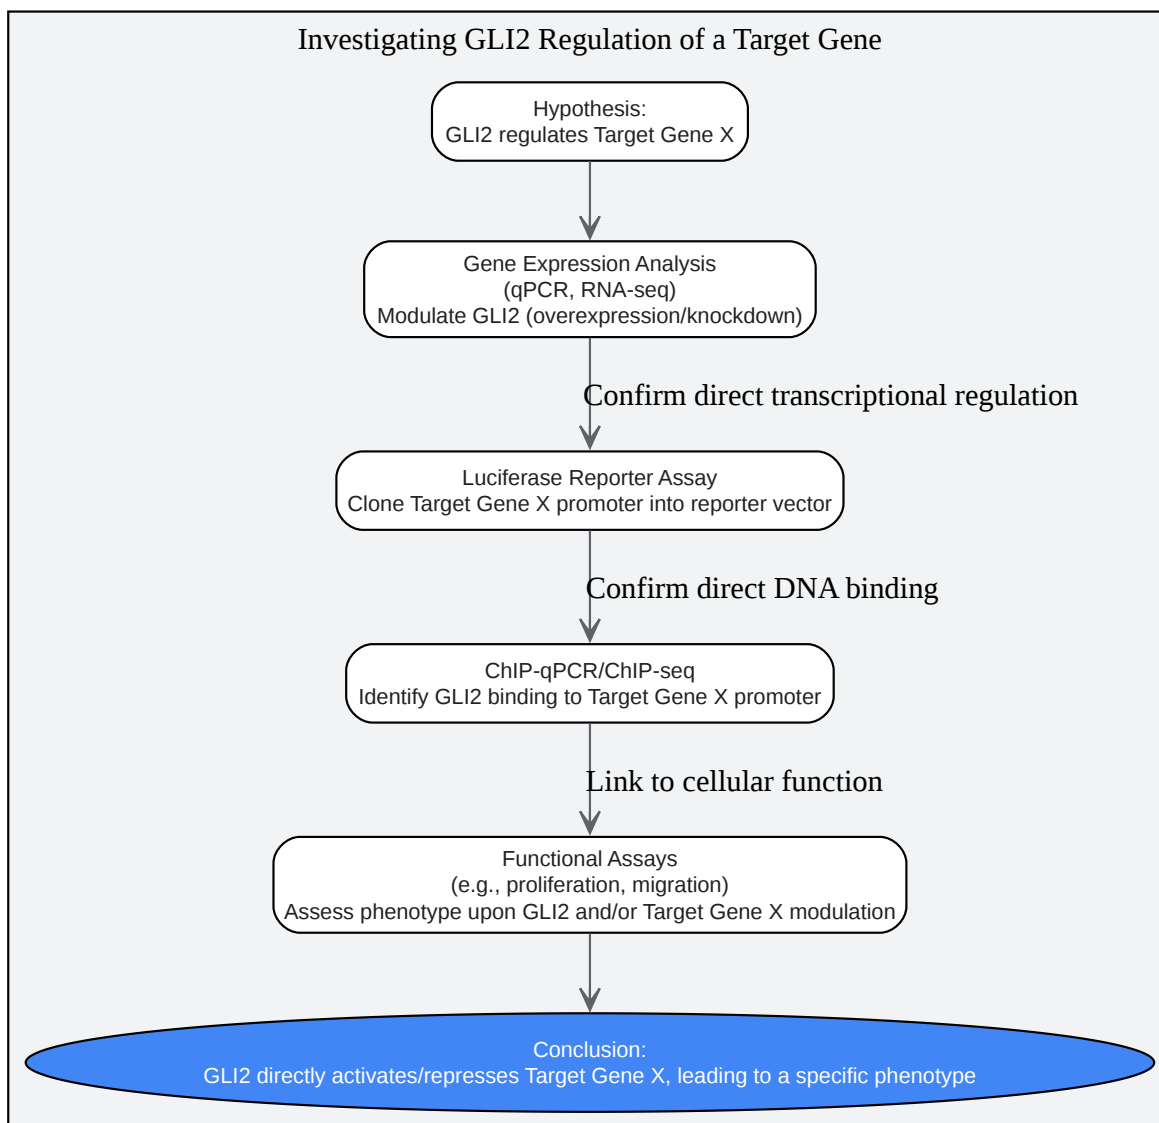 Investigating GLI2 Regulation of a Target Gene
Hypothesis:
GLI2 regulates Target Gene X
Gene Expression Analysis
(qPCR, RNA-seq)
Modulate GLI2 (overexpression/knockdown)
Confirm direct transcriptional regulation
Luciferase Reporter Assay
Clone Target Gene X promoter into reporter vector
Confirm direct DNA binding
ChIP-qPCR/ChIP-seq
Identify GLI2 binding to Target Gene X promoter
Link to cellular function
Functional Assays
(e.g., proliferation, migration)
Assess phenotype upon GLI2 and/or Target Gene X modulation
Conclusion:
GLI2 directly activates/represses Target Gene X, leading to a specific phenotype